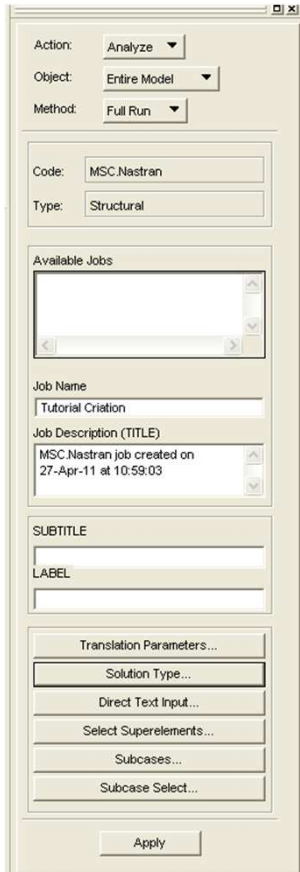 Action: Analyze
Object: Entire Model
Method: Full Run
Code: MSC.Nastran
Type: Structural
Available Jobs
Job Name
Tutorial Criation
Job Description (TITLE)
MSC.Nastran job created on
27-Apr-11 at 10:59:03
SUBTITLE
LABEL
Translation Parameters...
Solution Type...
Direct Text Input...
Select Superelements...
Subcases...
Subcase Select...
Apply